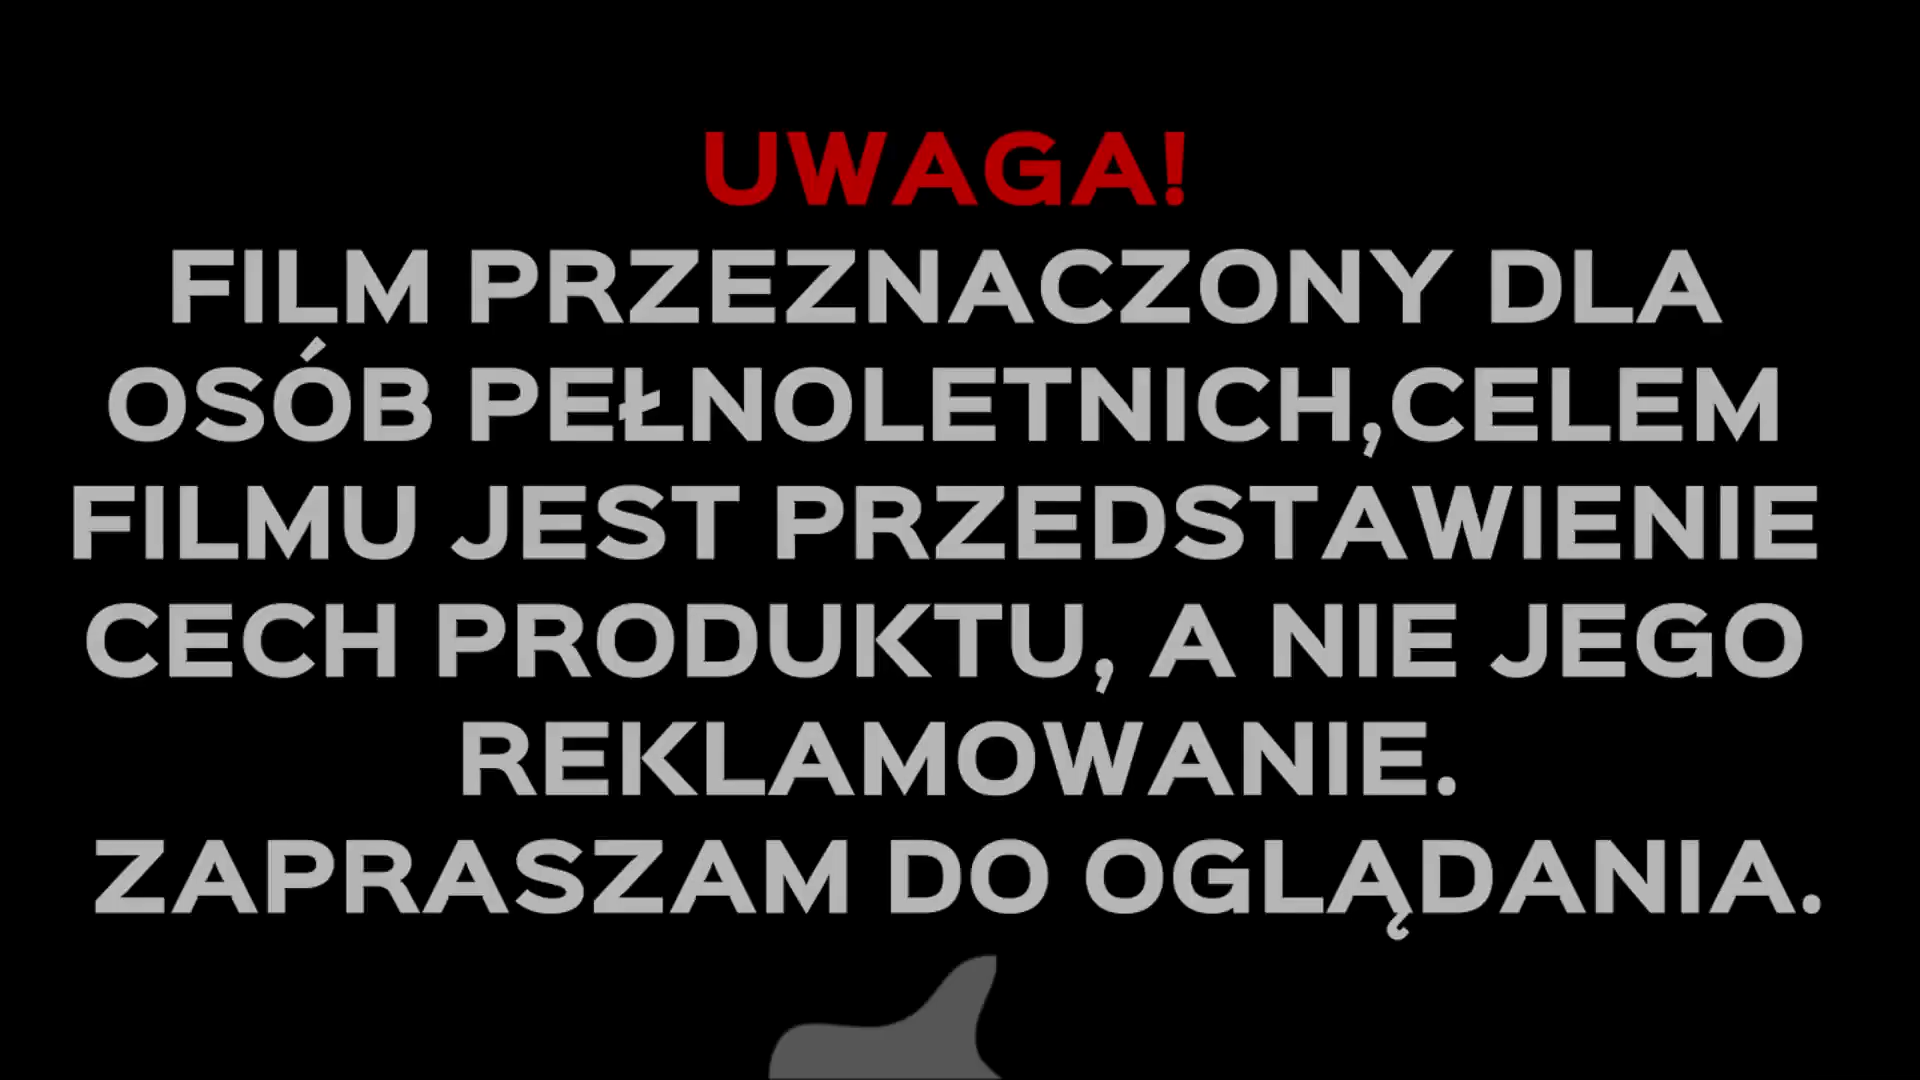 UWAGA!
FILM PRZEZNACZONY DLA
OSÓB PEŁNOLETNICH,CELEM
FILMU JEST PRZEDSTAWIENIE
CECH PRODUKTU, A NIE JEGO
REKLAMOWANIE.
ZAPRASZAM DO OGLĄDANIA.